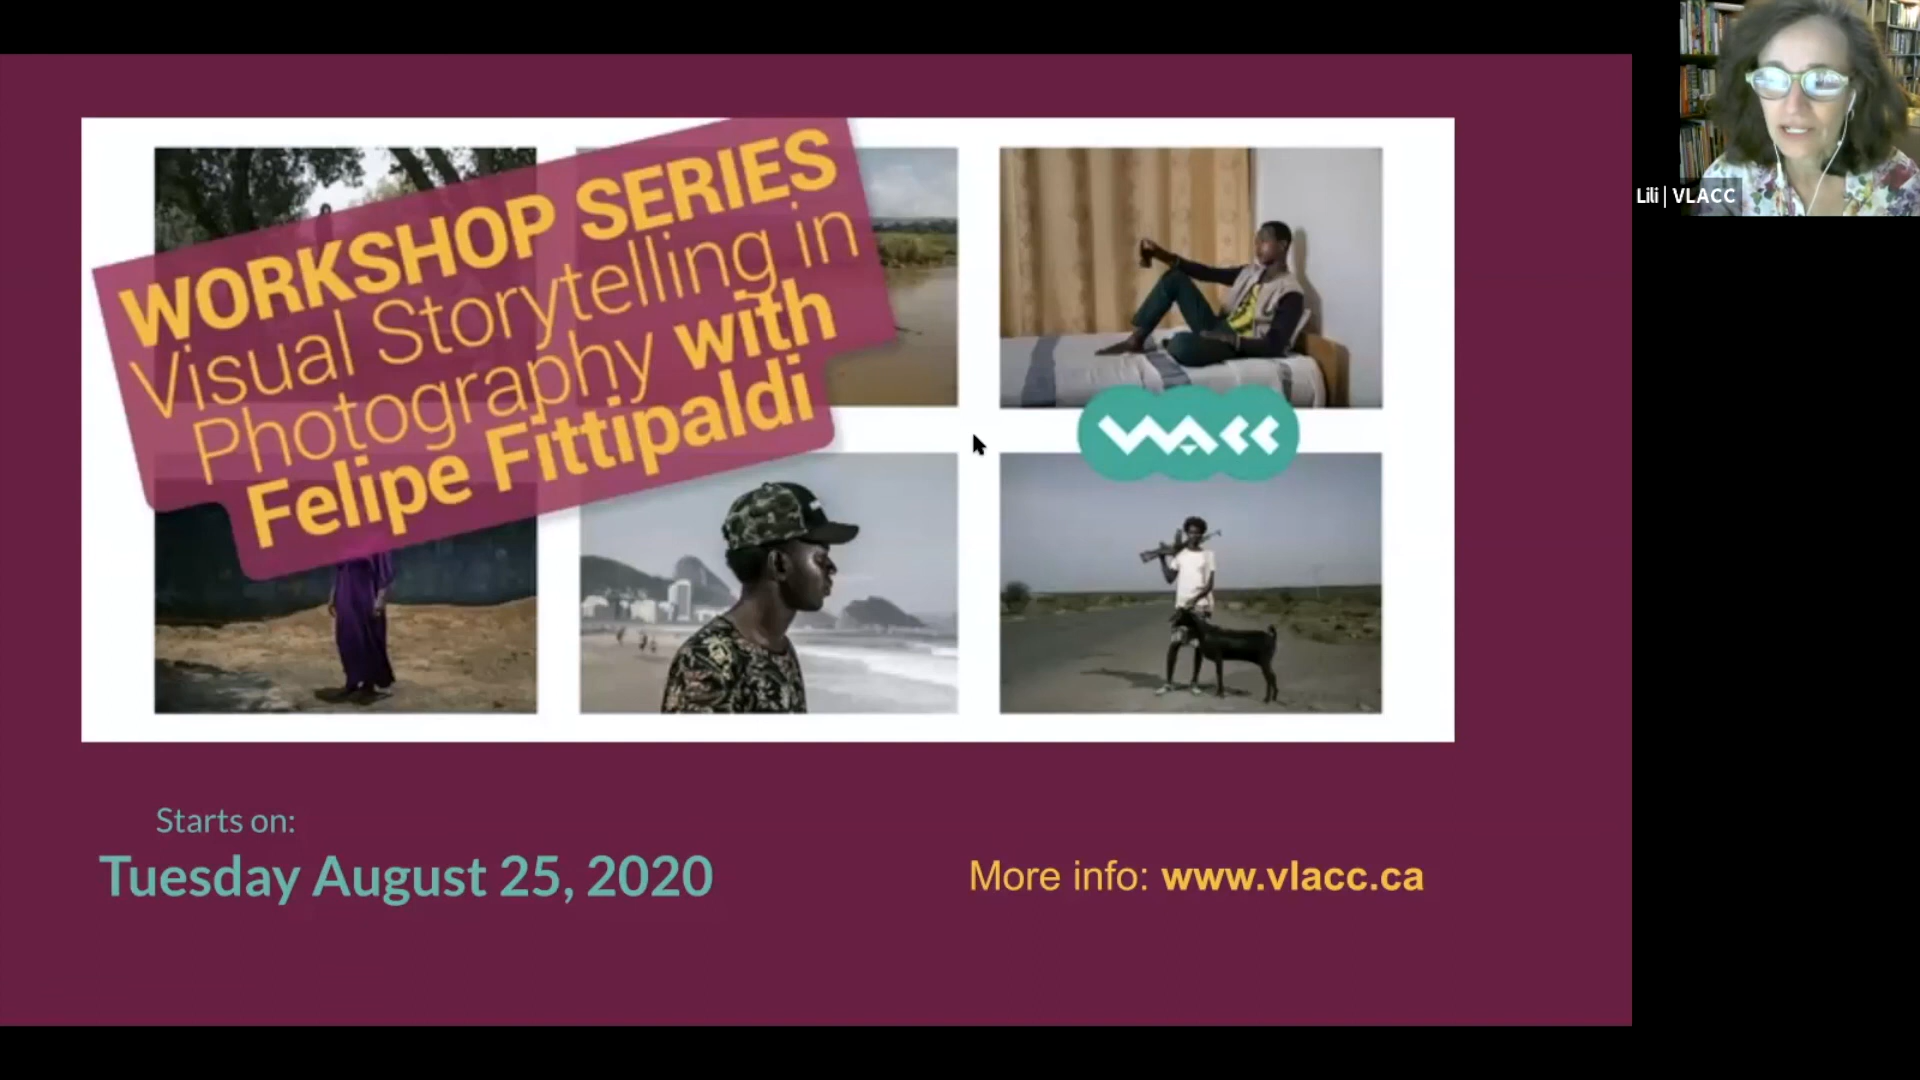 WORKSHOP SERIES
Visual Storytelling in
Photography with
Felipe Fittipaldi
VLACC
Starts on:
Tuesday August 25, 2020
More info: www.vlacc.ca
Lili | VLACC